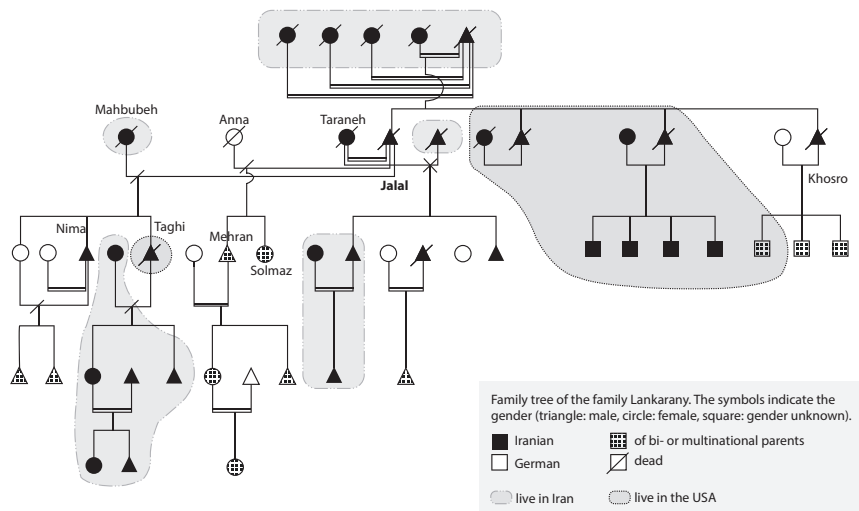 Mahbubeh
Anna
Taraneh
Jalal
Khosro
Nima
Taghi
Mehran
Solmaz
Family tree of the family Lankarany. The symbols indicate the
gender (triangle: male, circle: female, square: gender unknown).
Iranian
of bi- or multinational parents
German
dead
live in Iran
live in the USA